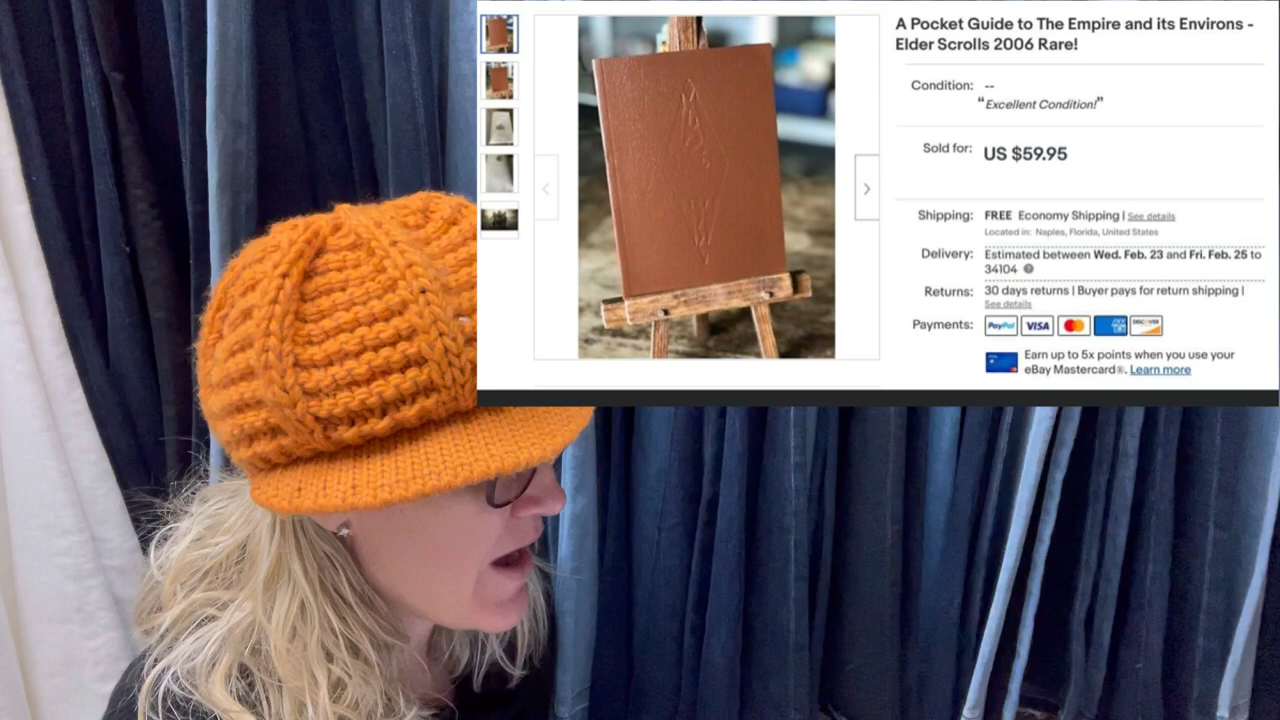 A Pocket Guide to The Empire and its Environs -
Elder Scrolls 2006 Rare!
Condition: --
“Excellent Condition!”
Sold for: US $59.95
Shipping: FREE Economy Shipping | See details
Located in: Naples, Florida, United States
Delivery: Estimated between Wed. Feb. 23 and Fri. Feb. 25 to
34104
Returns: 30 days returns | Buyer pays for return shipping |
See details
Payments: PayPal VISA
DISCOVER
Earn up to 5x points when you use your
eBay Mastercard®. Learn more